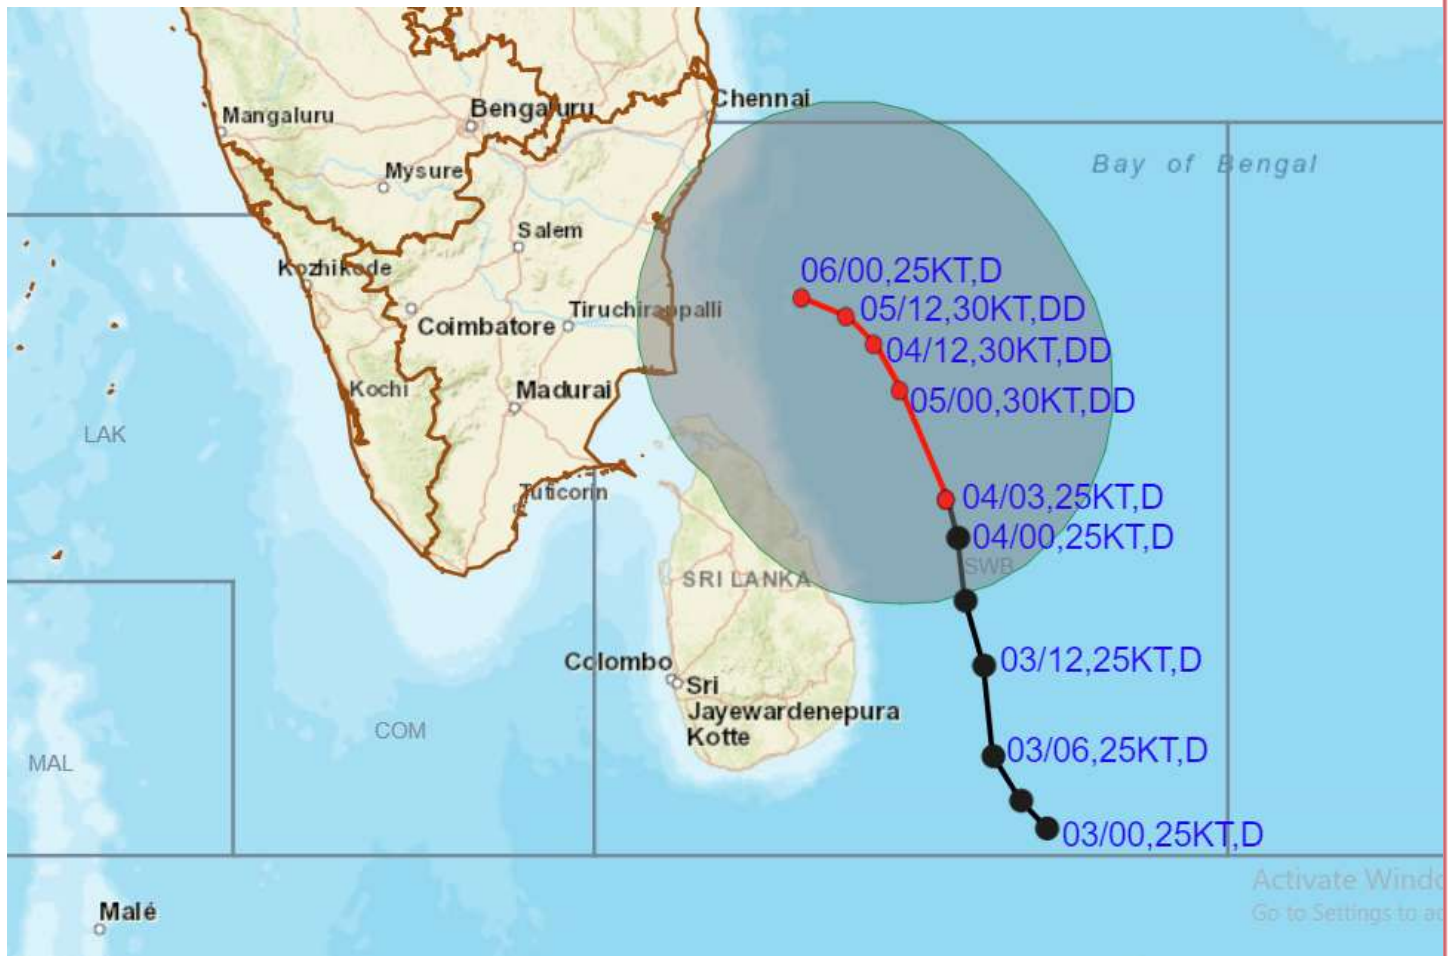 Chennai
Bengaluru
Mangaluru
Bay of Bengal
Mysure
Salem
Kozhikode
06/00,25KT,D
05/12,30KT,DD
Tiruchirappalli
Coimbatore
04/12,30KT,DD
Kochi
Madurai
05/00,30KT,DD
LAK
Tuticorin
04/03,25KT,D
04/00,25KT,D
SWB
SRI LANKA
Colombo
03/12,25KT,D
Sri
Jayewardenepura
Kotte
COM
03/06,25KT,D
MAL
03/00,25KT,D
Activate Windo
Go to Settings to ac
Malé